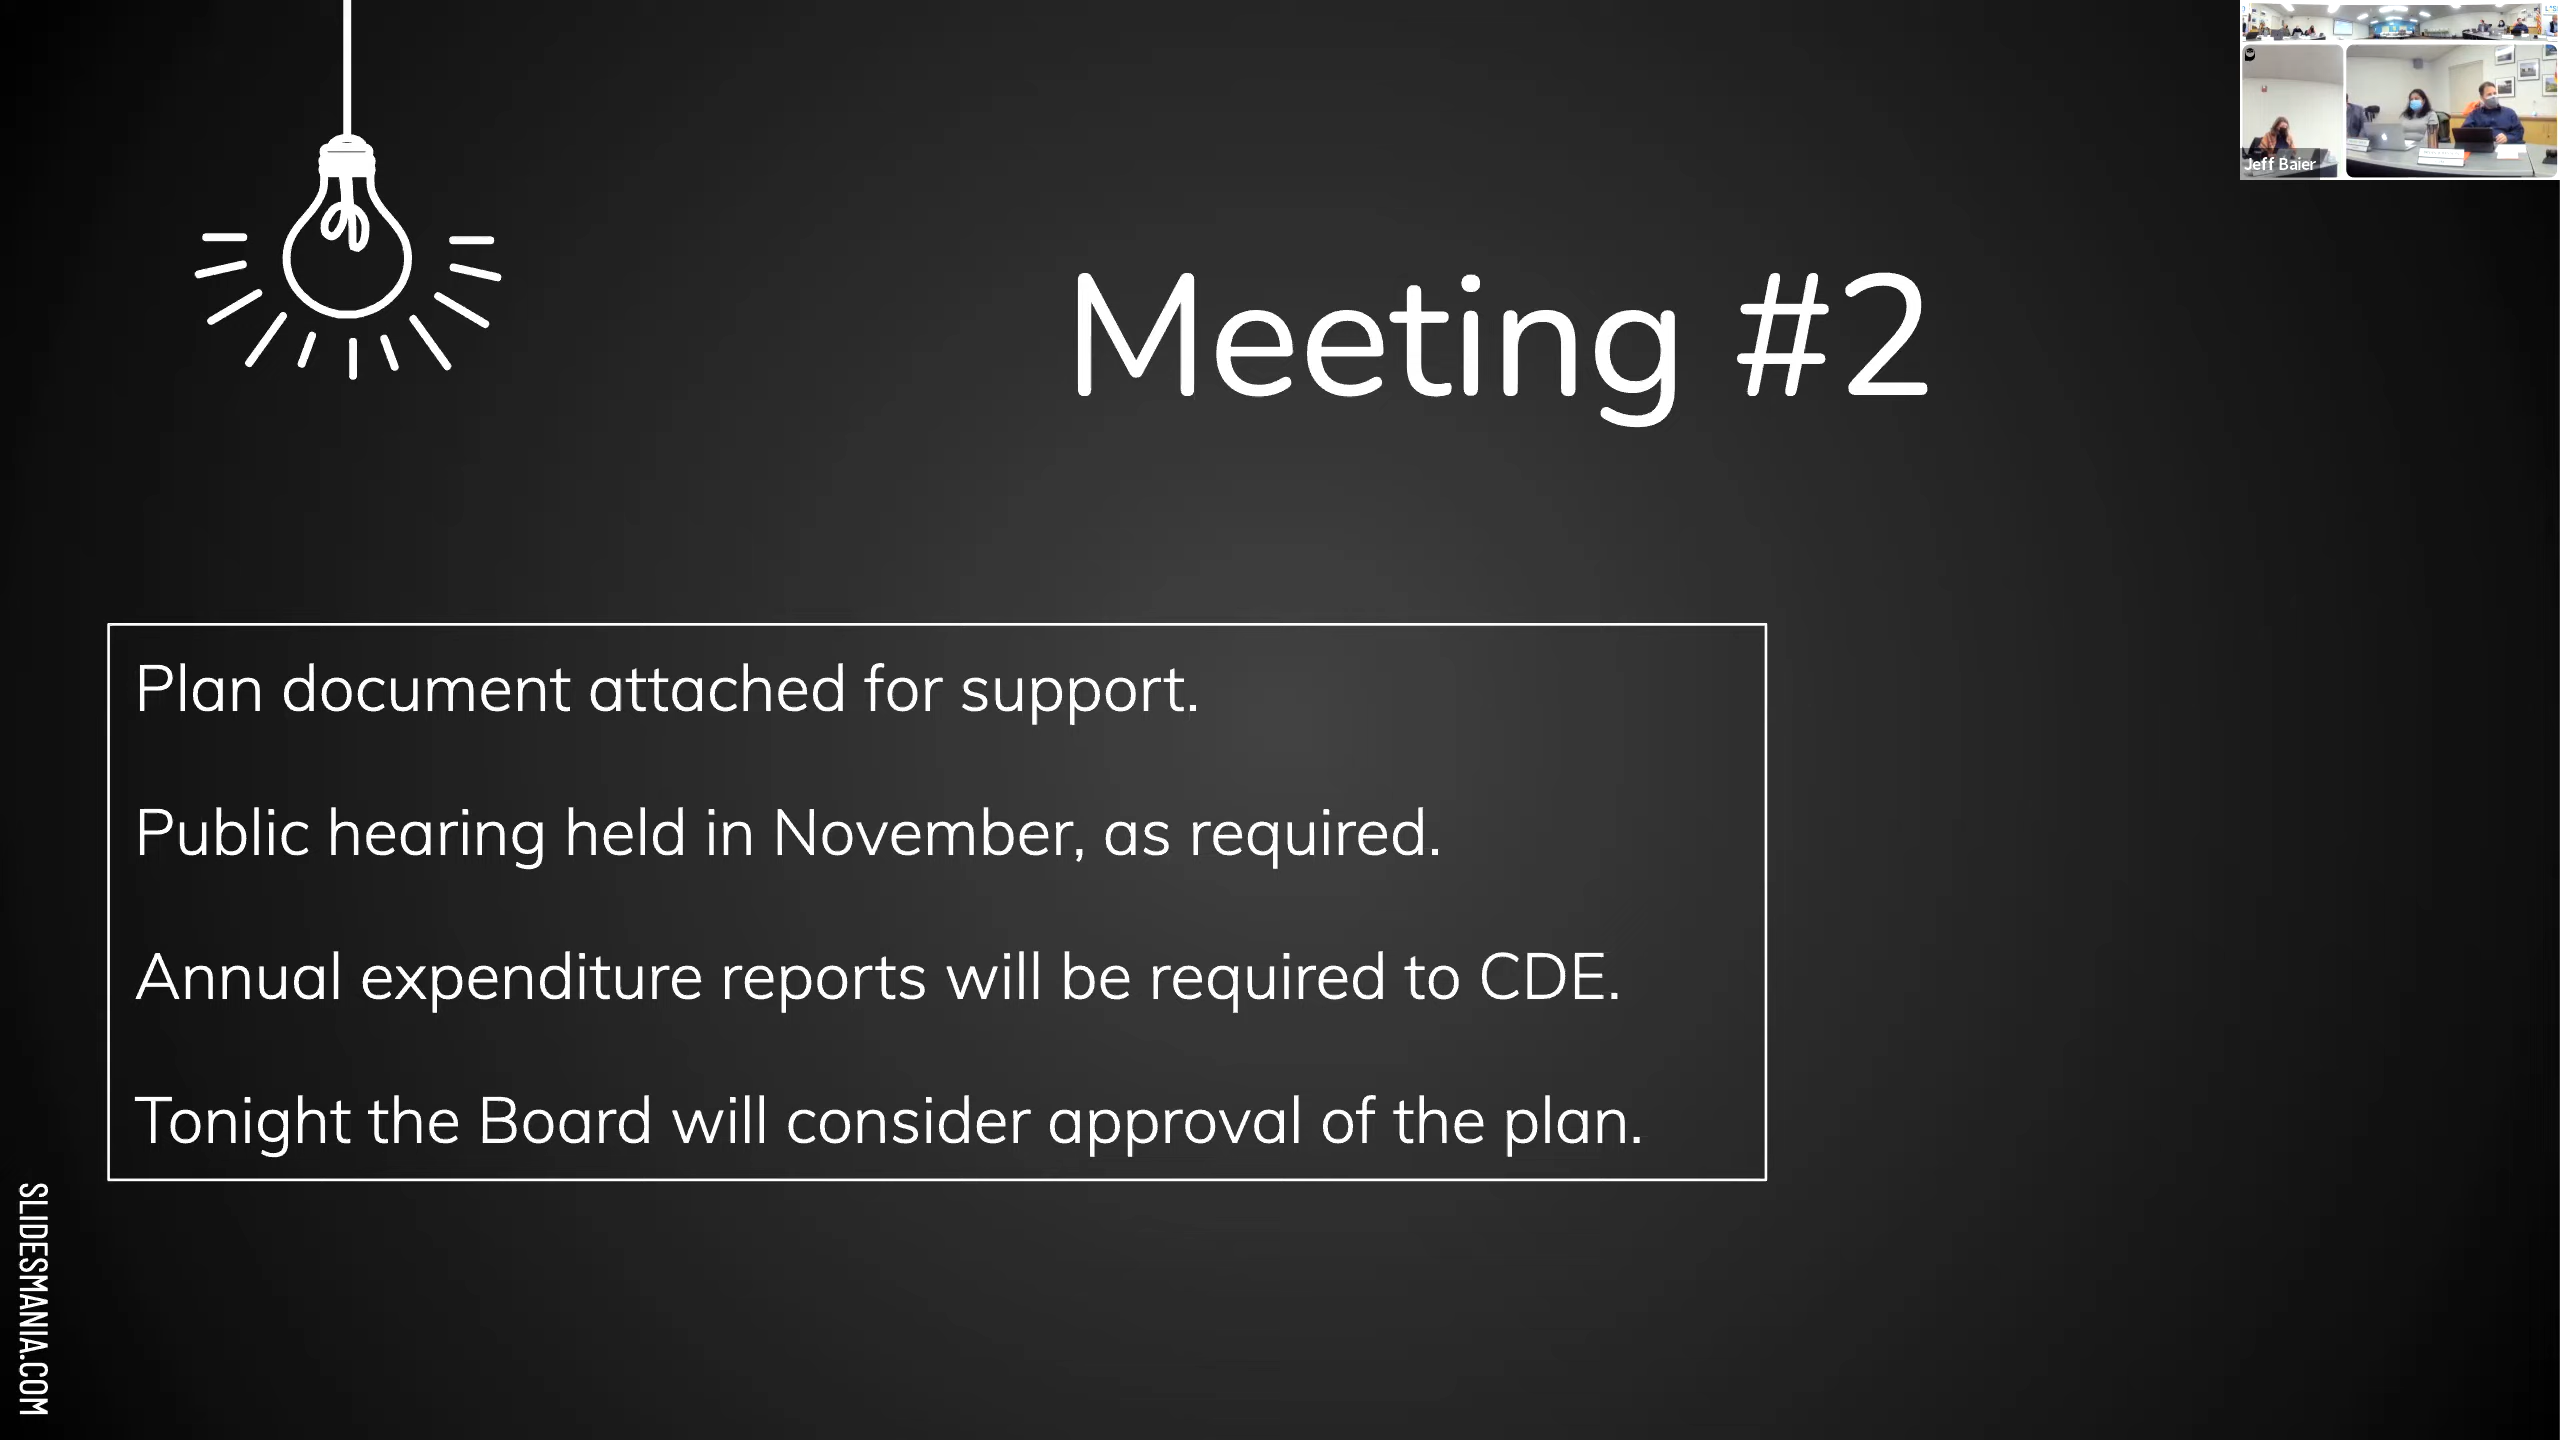 Jeff Baier
Meeting #2
Plan document attached for support.
Public hearing held in November, as required.
Annual expenditure reports will be required to CDE.
Tonight the Board will consider approval of the plan.
SLIDESMANIA.COM